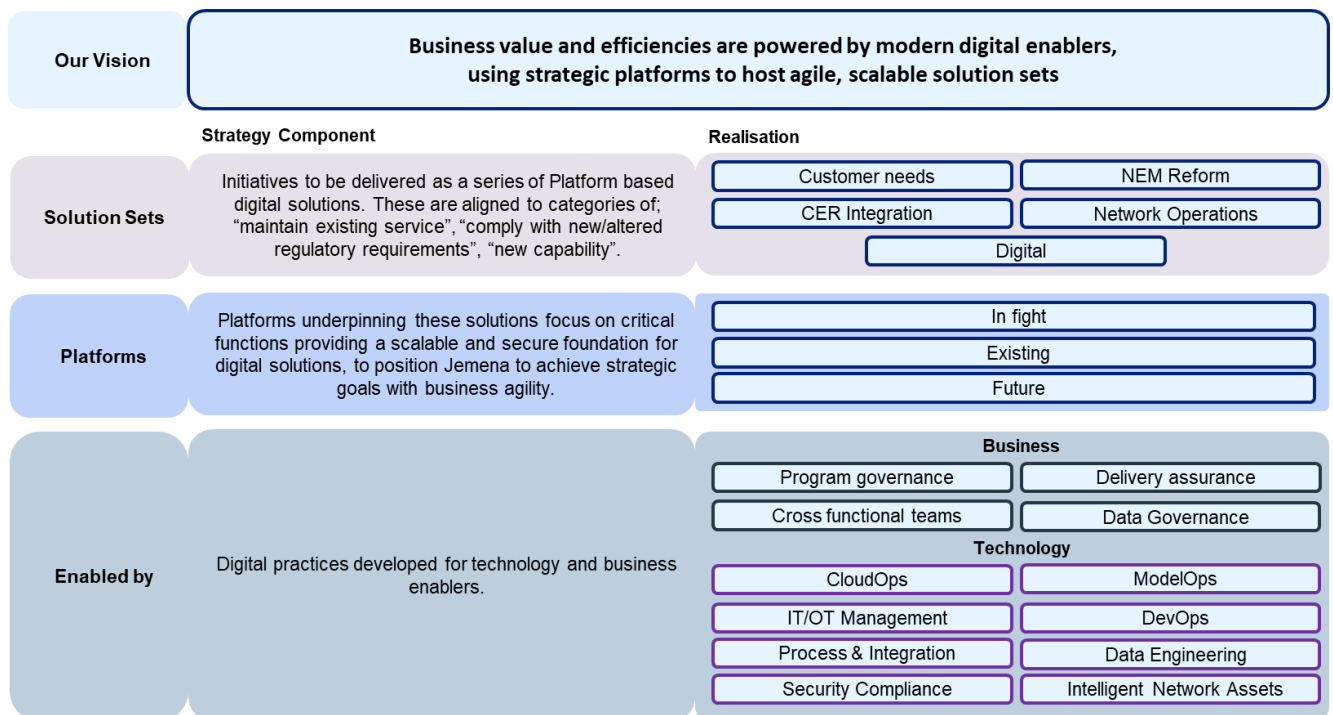 Our Vision
Business value and efficiencies are powered by modern digital enablers,
using strategic platforms to host agile, scalable solution sets
Strategy Component
Realisation
Solution Sets
Initiatives to be delivered as a series of Platform based
digital solutions. These are aligned to categories of;
“maintain existing service”, “comply with new/altered
regulatory requirements”, “new capability”.
Customer needs
NEM Reform
CER Integration
Network Operations
Digital
Platforms
Platforms underpinning these solutions focus on critical
functions providing a scalable and secure foundation for
digital solutions, to position Jemena to achieve strategic
goals with business agility.
In fight
Existing
Future
Enabled by
Digital practices developed for technology and business
enablers.
Business
Program governance
Delivery assurance
Cross functional teams
Data Governance
Technology
CloudOps
ModelOps
IT/OT Management
DevOps
Process & Integration
Data Engineering
Security Compliance
Intelligent Network Assets